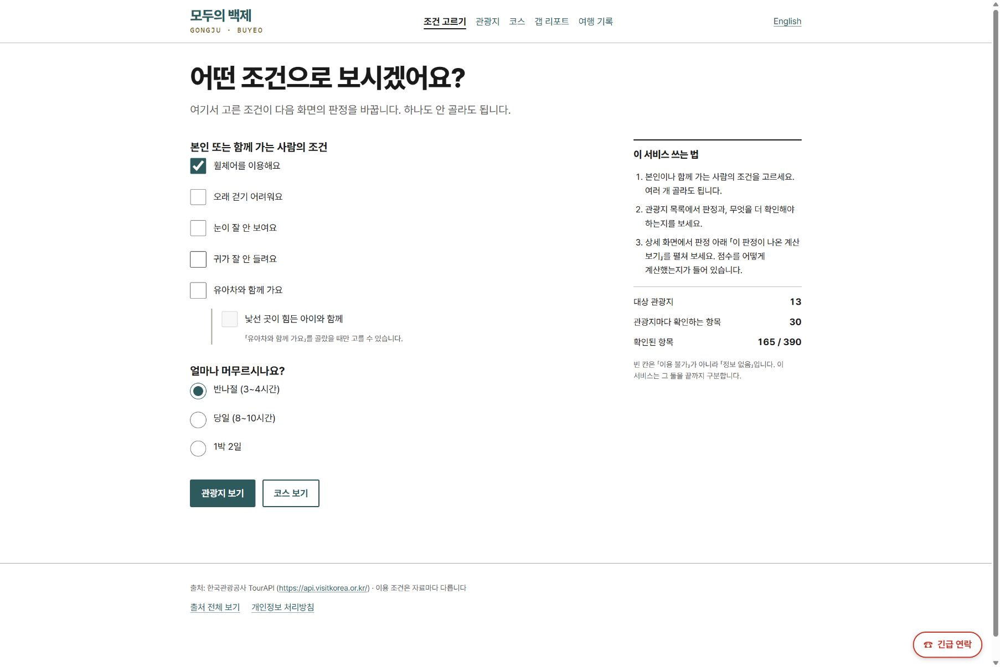 모두의 백제
GONGJU · BUYEO
조건 고르기
관광지
코스
갭 리포트
여행 기록
English
어떤 조건으로 보시겠어요?
여기서 고른 조건이 다음 화면의 판정을 바꿉니다. 하나도 안 골라도 됩니다.
본인 또는 함께 가는 사람의 조건
휠체어를 이용해요
오래 걷기 어려워요
눈이 잘 안 보여요
귀가 잘 안 들려요
유아차와 함께 가요
낯선 곳이 힘든 아이와 함께
「유아차와 함께 가요」를 골랐을 때만 고를 수 있습니다.
얼마나 머무르시나요?
반나절 (3~4시간)
당일 (8~10시간)
1박 2일
관광지 보기
코스 보기
이 서비스 쓰는 법
1. 본인이나 함께 가는 사람의 조건을 고르세요.
여러 개 골라도 됩니다.
2. 관광지 목록에서 판정과, 무엇을 더 확인해야
하는지를 보세요.
3. 상세 화면에서 판정 아래 「이 판정이 나온 계산
보기」를 펼쳐 보세요. 점수를 어떻게
계산했는지가 들어 있습니다.
대상 관광지 13
관광지마다 확인하는 항목 30
확인된 항목 165 / 390
빈 칸은 「이용 불가」가 아니라 「정보 없음」입니다. 이
서비스는 그 둘을 끝까지 구분합니다.
출처: 한국관광공사 TourAPI (https://api.visitkorea.or.kr/) · 이용 조건은 자료마다 다릅니다
출처 전체 보기
개인정보 처리방침
☎ 긴급 연락